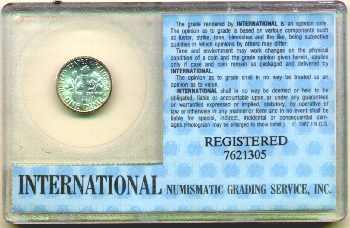 The grade rendered by INTERNATIONAL is an opinion only.
The opinion as to grade is based on various components such
as luster, strike, tone, blemishes and the like, being subjective
qualities in which opinions by others may differ.
Time and environment may work changes on the physical
condition of a coin and the grade opinion given herein, applies
only if case and coin remain as packaged and delivered by
INTERNATIONAL.
The opinion as to grade shall in no way be treated as an
opinion as to value.
INTERNATIONAL shall in no way be deemed or held to be
obligated, liable or accountable upon or under any guarantees
or warranties expressed or implied, statutory, by operative of
law or otherwise in any manner or form and in no event shall be
liable for special, indirect, incidental or consequential dam-
ages. (Photograph may be enlarged to show detail.) © 1987 I.N.G.S.
REGISTERED
7621305
INTERNATIONAL NUMISMATIC GRADING SERVICE, INC.